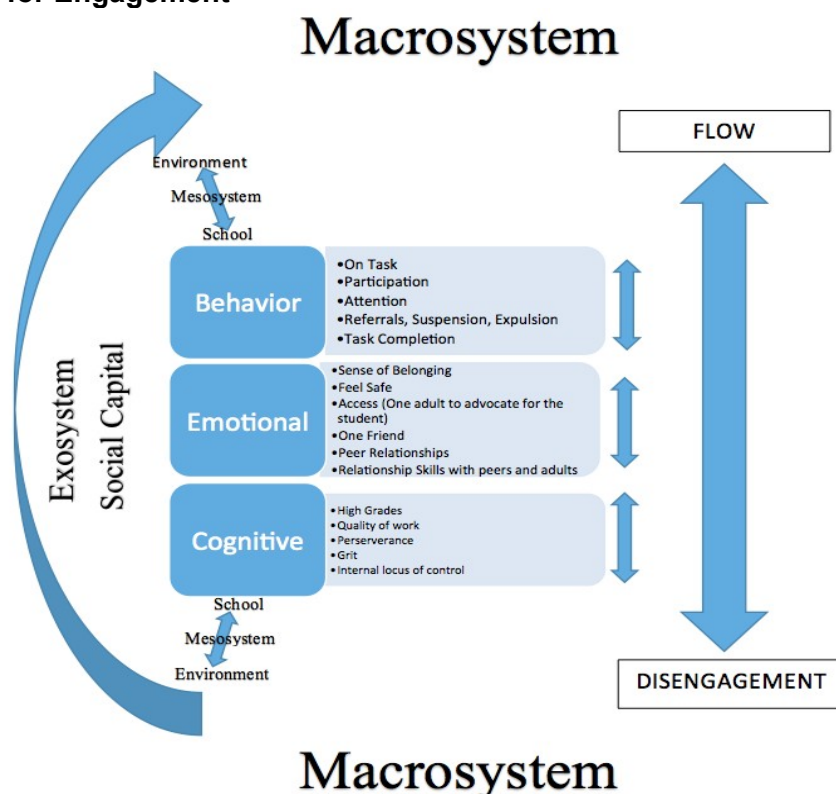 for Engagement
Macrosystem
FLOW
Environment
Mesosystem
School
Behavior
•On Task
•Participation
•Attention
•Referrals, Suspension, Expulsion
•Task Completion
Exosystem
Social Capital
Emotional
•Sense of Belonging
•Feel Safe
•Access (One adult to advocate for the
student)
•One Friend
•Peer Relationships
•Relationship Skills with peers and adults
Cognitive
•High Grades
•Quality of work
•Perserverance
•Grit
•Internal locus of control
School
Mesosystem
Environment
DISENGAGEMENT
Macrosystem